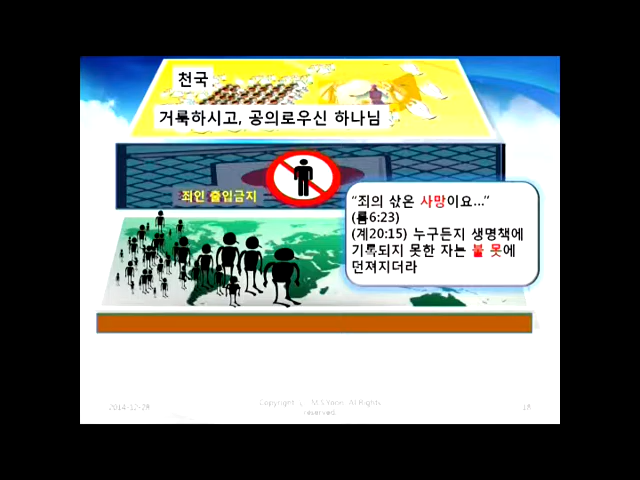 천국
거룩하시고, 공의로우신 하나님
죄인 출입금지
“죄의 삯은 사망이요...”
(롬6:23)
(계20:15) 누구든지 생명책에
기록되지 못한 자는 불 못에
던져지더라
2014-12-28
Copyright All Rights
reserved.
18